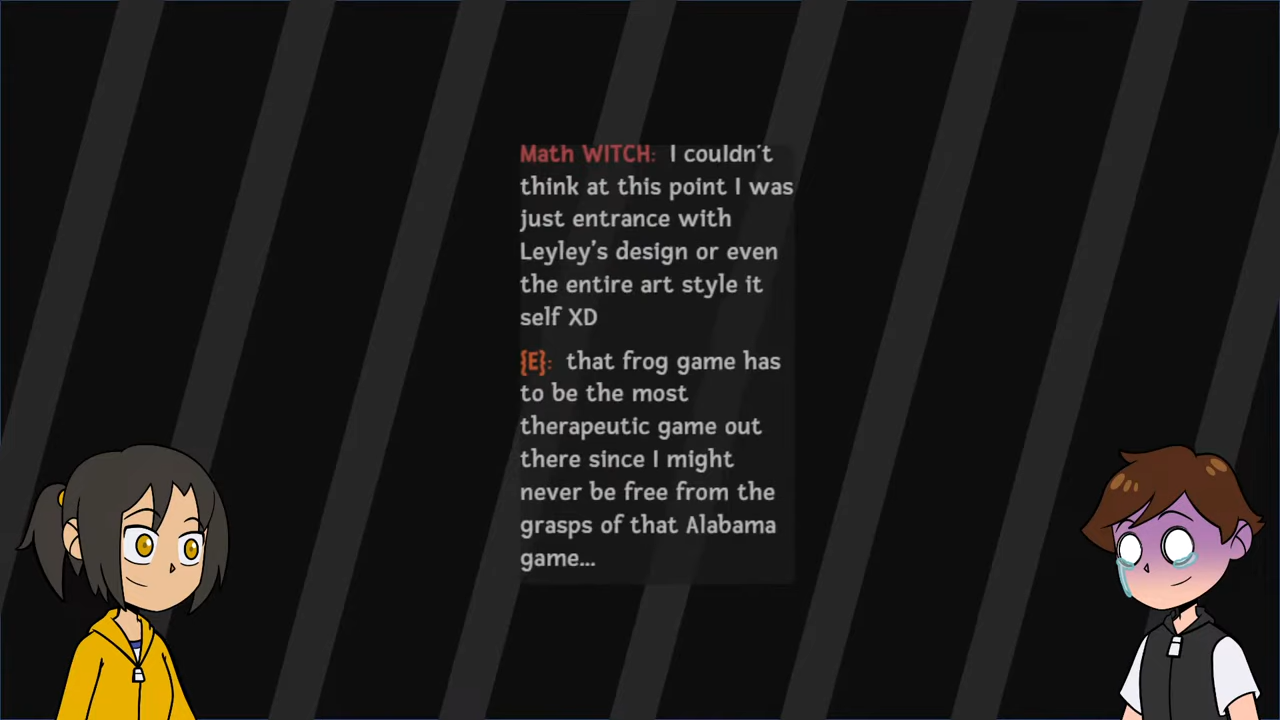 Math WITCH: I couldn't
think at this point I was
just entrance with
Leyley's design or even
the entire art style it
self XD
{E}: that frog game has
to be the most
therapeutic game out
there since I might
never be free from the
grasps of that Alabama
game...